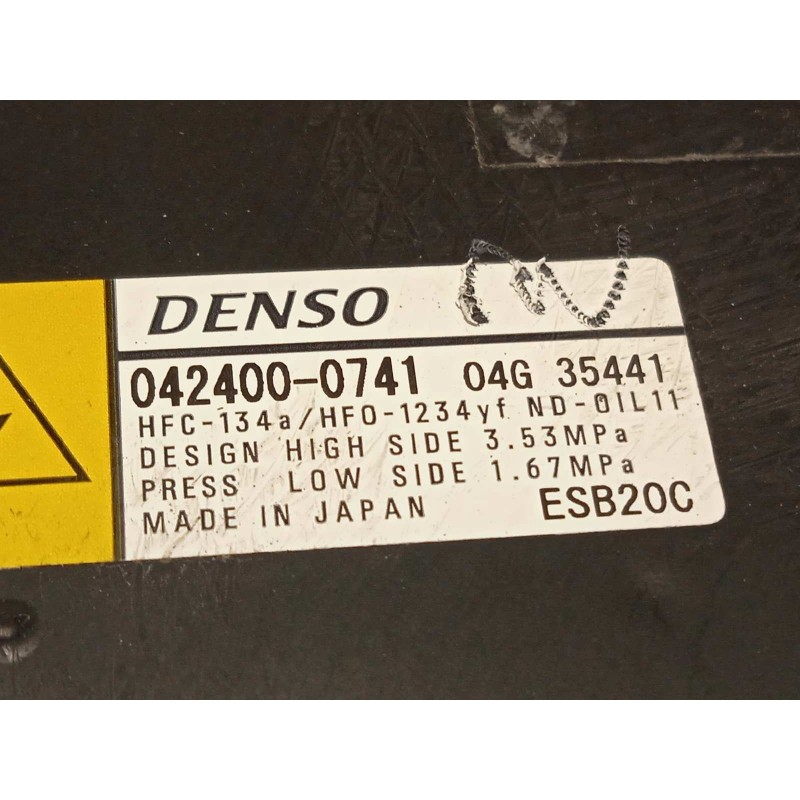 DENSO
042400-0741 04G 35441
HFC-134a/HFO-1234yf ND-OIL11
DESIGN HIGH SIDE 3.53MPa
PRESS LOW SIDE 1.67MPa
MADE IN JAPAN ESB20C